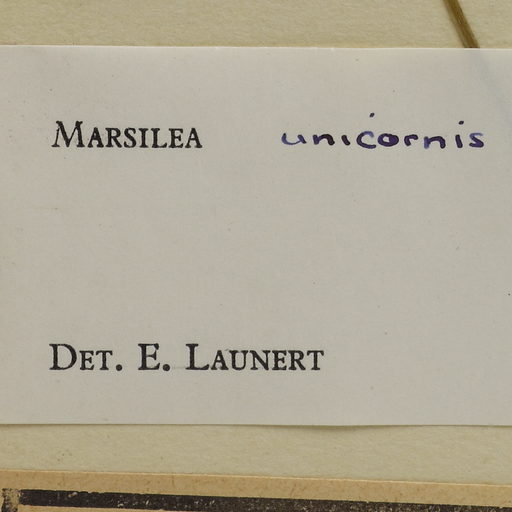 MARSILEA unicornis
DET. E. LAUNERT